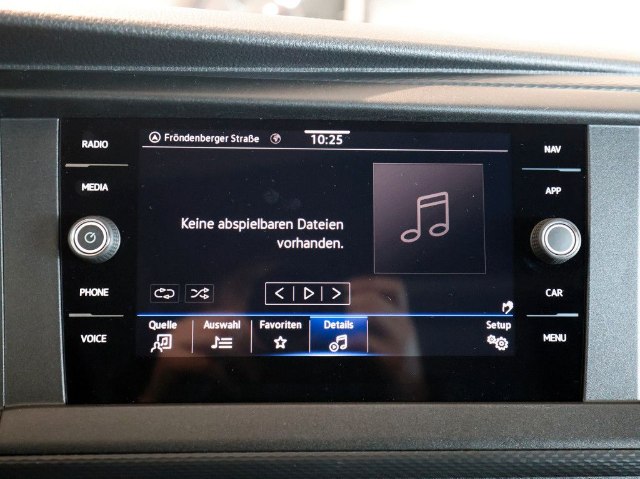 RADIO
MEDIA
PHONE
VOICE
Fröndenberger Straße
10:25
Keine abspielbaren Dateien
vorhanden.
Quelle
Auswahl
Favoriten
Details
Setup
NAV
APP
CAR
MENU